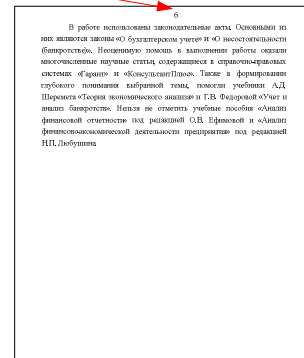 6
В работе использованы законодательные акты. Основными из
них являются законы «О бухгалтерском учете» и «О несостоятельности
(банкротстве)». Неоценимую помощь в выполнении работы оказали
многочисленные научные статьи, содержащиеся в справочно-правовых
системах «Гарант» и «КонсультантПлюс». Также в формировании
глубокого понимания выбранной темы, помогли учебники А.Д.
Шеремета «Теория экономического анализа» и Г.В. Федоровой «Учет и
анализ банкротств». Нельзя не отметить учебные пособия «Анализ
финансовой отчетности» под редакцией О.В. Ефимовой и «Анализ
финансово-экономической деятельности предприятия» под редакцией
Н.П. Любушина.